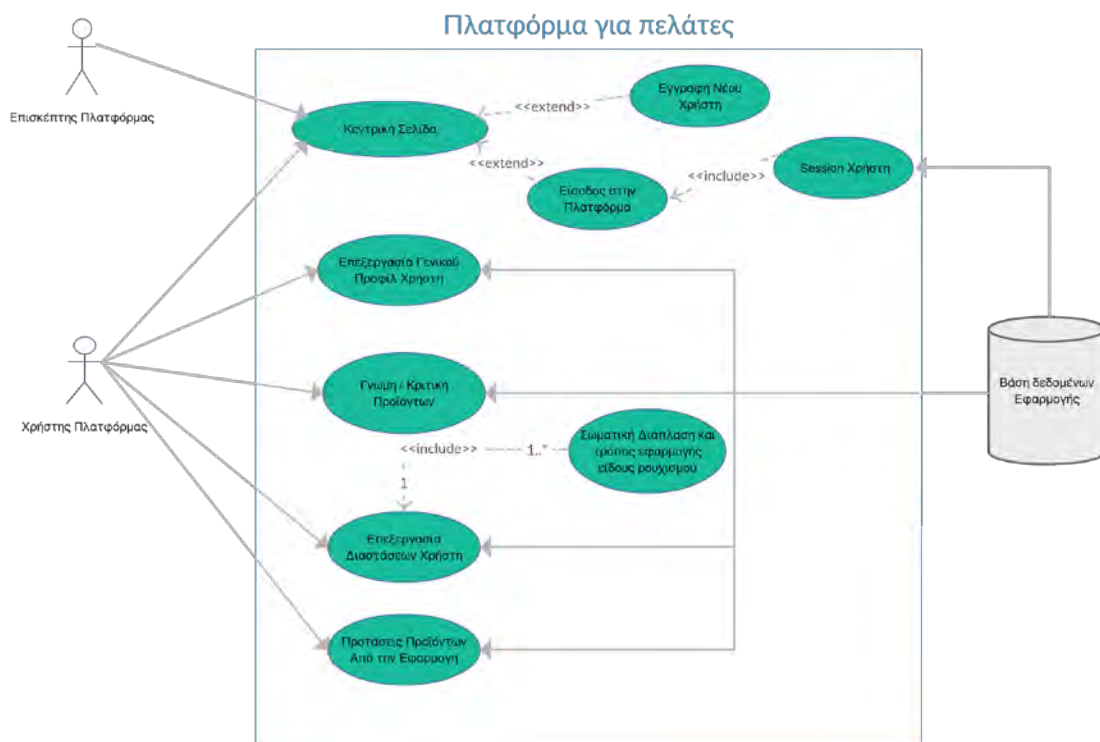 Πλατφόρμα για πελάτες
Επισκέπτης Πλατφόρμας
Εγγραφή Νέου
Χρήστη
<<extend>>
Κεντρική Σελίδα
<<extend>>
<<include>>
Session Χρήστη
Είσοδος στην
Πλατφόρμα
Επεξεργασία Γενικού
Προφίλ Χρήστη
Χρήστης Πλατφόρμας
Γνώμη / Κριτική
Προϊόντων
Βάση δεδομένων
Εφαρμογής
<<include>>
1..*
Σωματική Διάπλαση και
τρόπος εφαρμογής
είδους ρουχισμού
1
Επεξεργασία
Διαστάσεων Χρήστη
Προτάσεις Προϊόντων
Από την Εφαρμογή